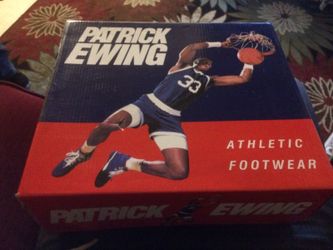 PATRICK
EWING
33
ATHLETIC
FOOTWEAR
PATRICK EWING